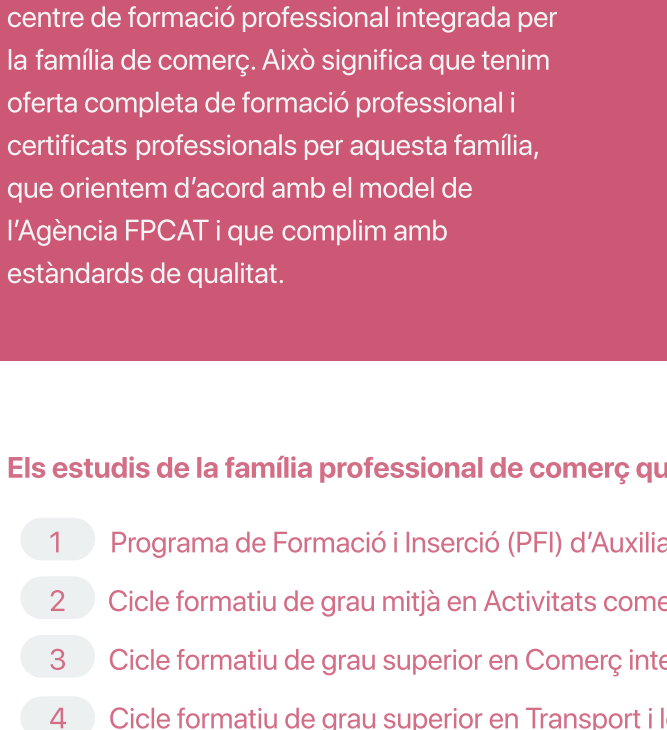 centre de formació professional integrada per
la família de comerç. Això significa que tenim
oferta completa de formació professional i
certificats professionals per aquesta família,
que orientem d’acord amb el model de
l’Agència FPCAT i que complim amb
estàndards de qualitat.
Els estudis de la família professional de comerç qu
1 Programa de Formació i Inserció (PFI) d’Auxilia
2 Cicle formatiu de grau mitjà en Activitats come
3 Cicle formatiu de grau superior en Comerç inte
4 Cicle formatiu de grau superior en Transport i l